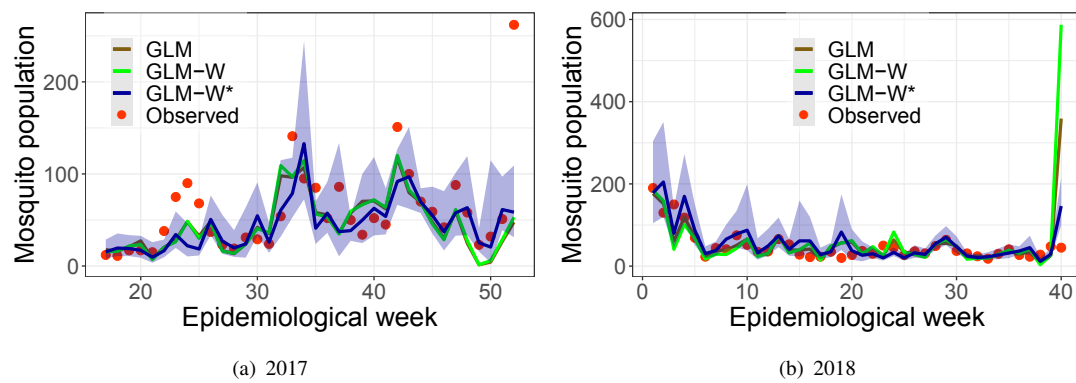 GLM
GLM-W
GLM-W*
Observed
Mosquito population
250
200
100
0
20
30
40
50
Epidemiological week
(a) 2017
GLM
GLM-W
GLM-W*
Observed
Mosquito population
600
400
200
0
0
10
20
30
40
Epidemiological week
(b) 2018